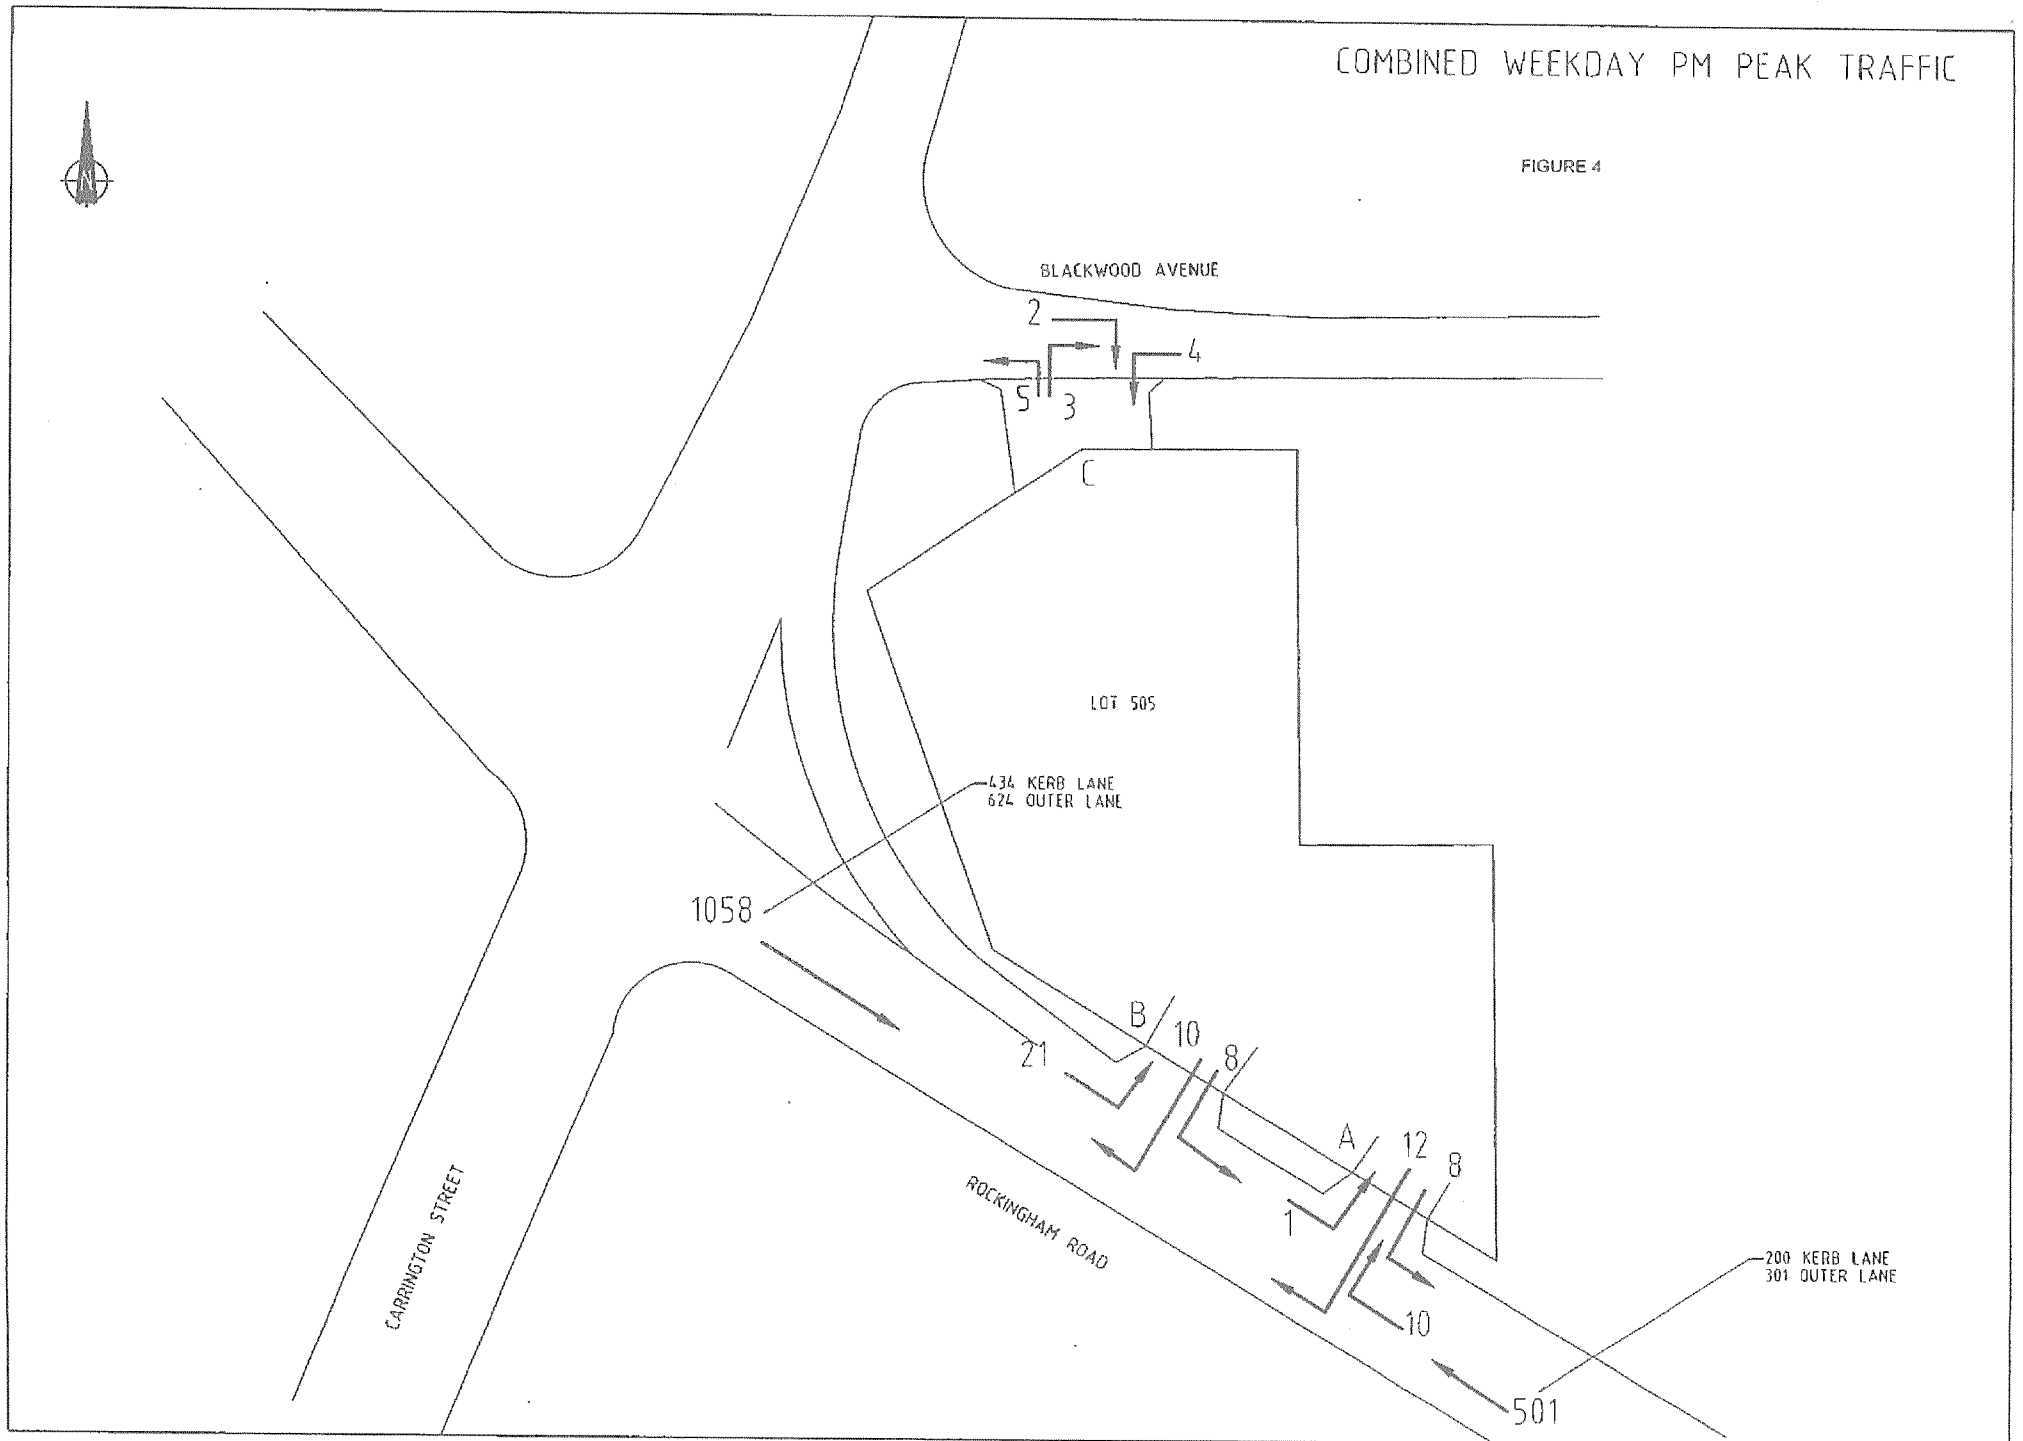 COMBINED WEEKDAY PM PEAK TRAFFIC
FIGURE 4
N
BLACKWOOD AVENUE
2
4
5
3
C
LOT 505
434 KERB LANE
624 OUTER LANE
1058
B
10
21
8
A
12
8
1
10
ROCKINGHAM ROAD
CARRINGTON STREET
200 KERB LANE
301 OUTER LANE
501